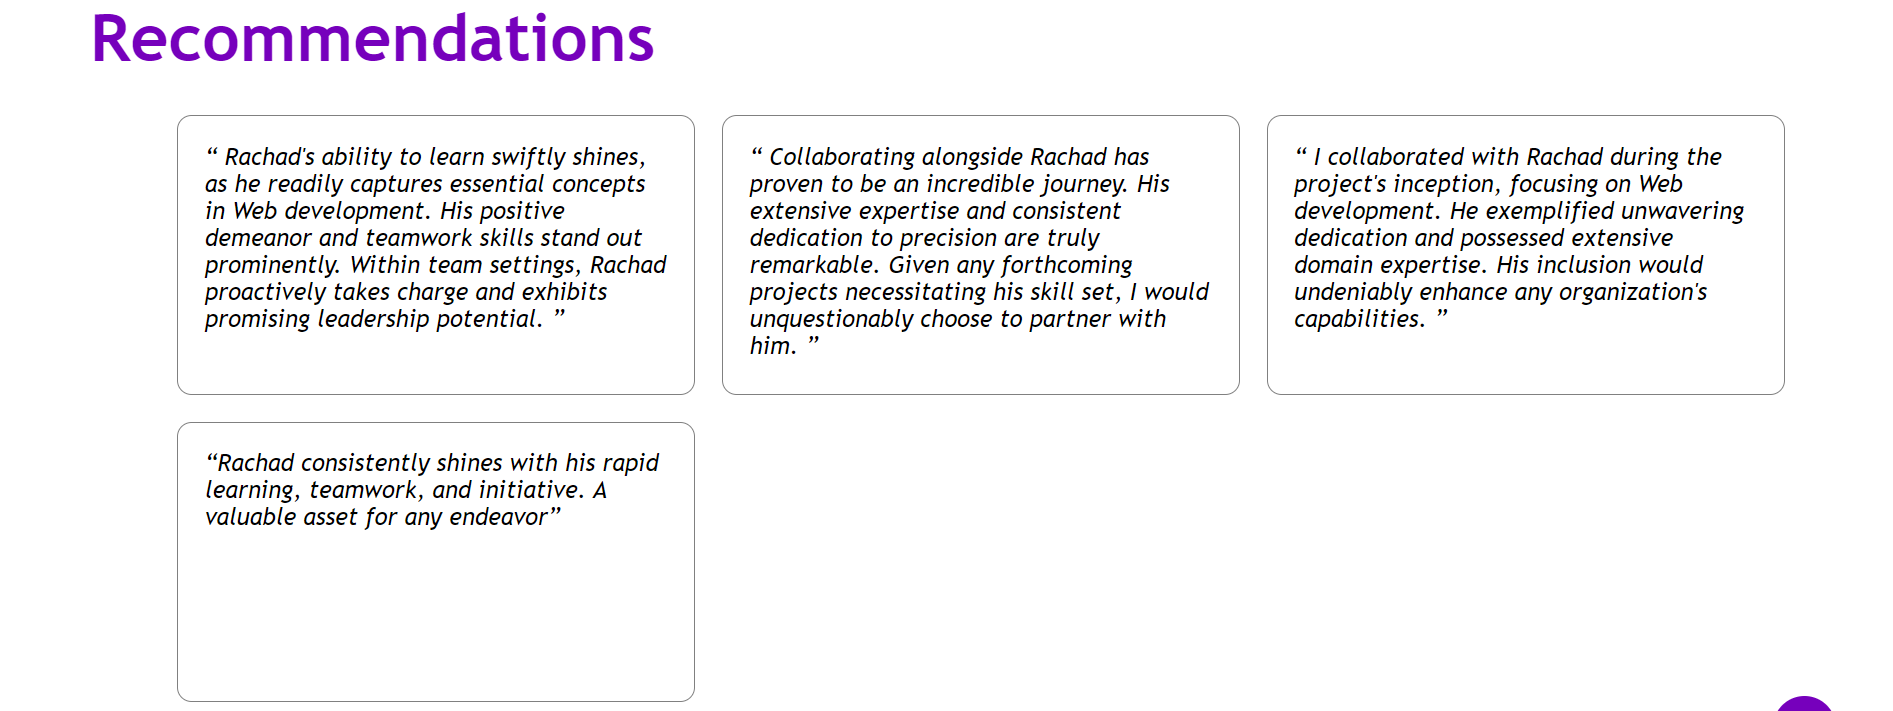 Recommendations
“ Rachad's ability to learn swiftly shines,
as he readily captures essential concepts
in Web development. His positive
demeanor and teamwork skills stand out
prominently. Within team settings, Rachad
proactively takes charge and exhibits
promising leadership potential. ”
“ Collaborating alongside Rachad has
proven to be an incredible journey. His
extensive expertise and consistent
dedication to precision are truly
remarkable. Given any forthcoming
projects necessitating his skill set, I would
unquestionably choose to partner with
him. ”
“ I collaborated with Rachad during the
project's inception, focusing on Web
development. He exemplified unwavering
dedication and possessed extensive
domain expertise. His inclusion would
undeniably enhance any organization's
capabilities. ”
“Rachad consistently shines with his rapid
learning, teamwork, and initiative. A
valuable asset for any endeavor”